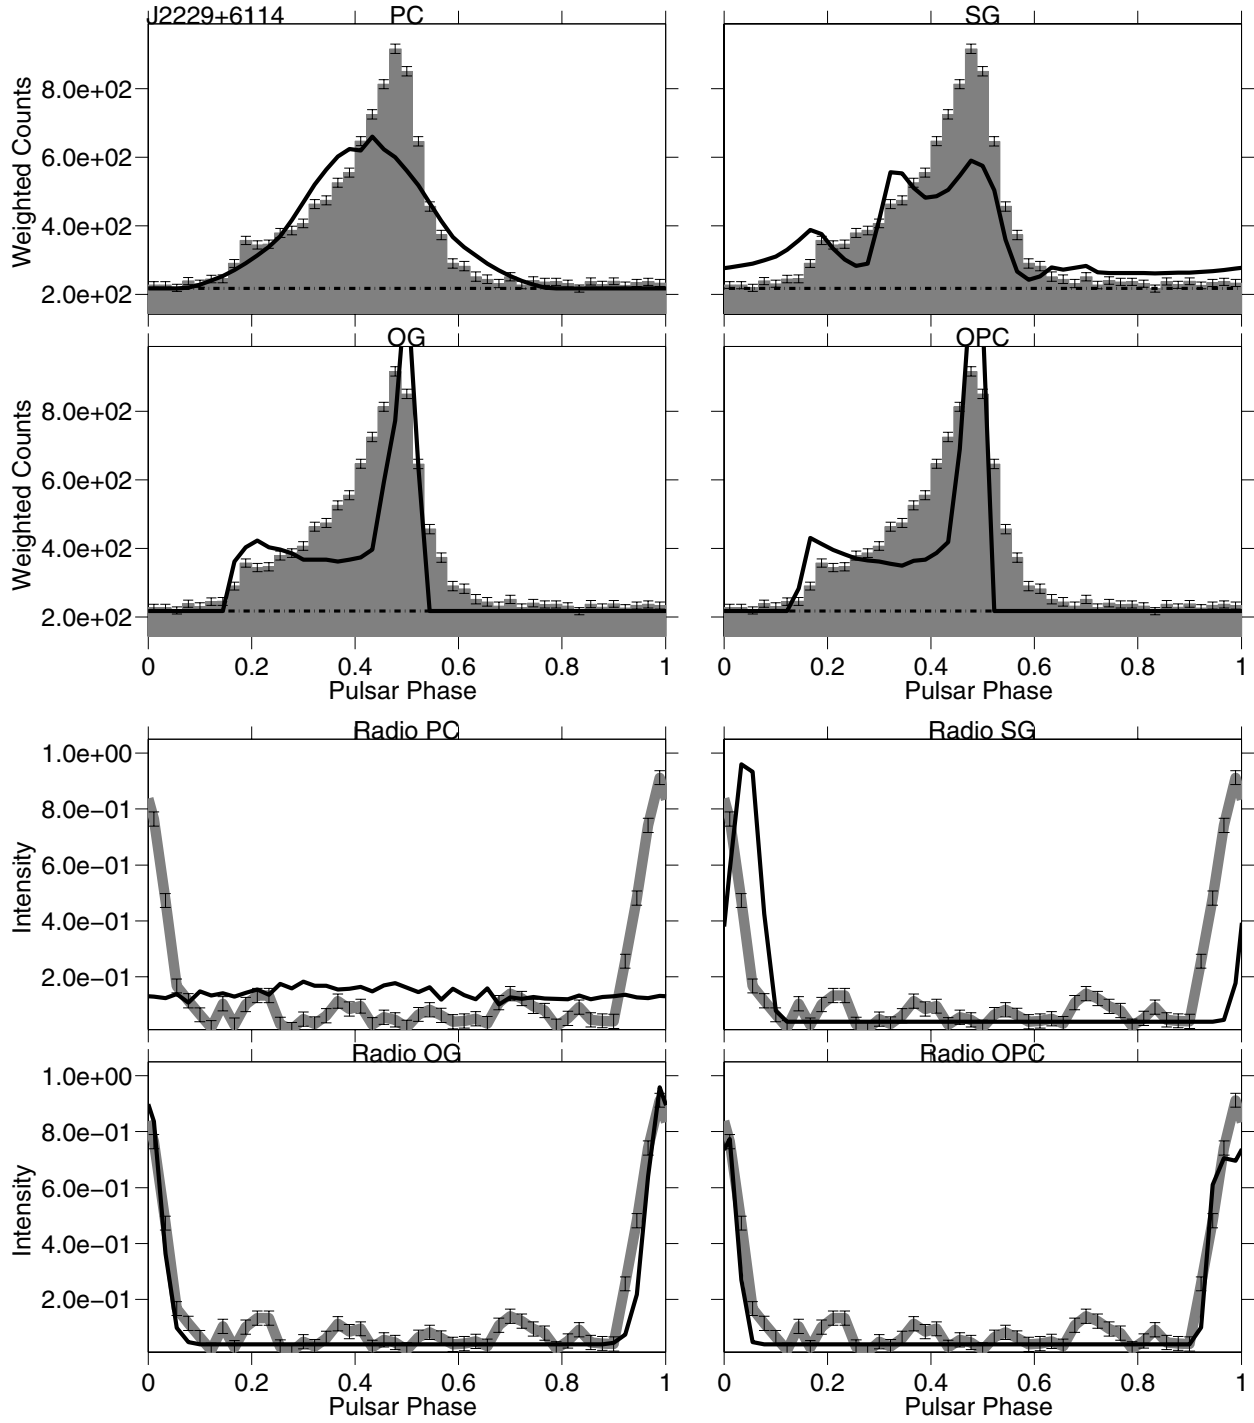 J2229+6114 PC SG
8.0e+02
6.0e+02
4.0e+02
2.0e+02
Weighted Counts
OG OPC
8.0e+02
6.0e+02
4.0e+02
2.0e+02
Weighted Counts
0 0.2 0.4 0.6 0.8 1 0 0.2 0.4 0.6 0.8 1
Pulsar Phase Pulsar Phase
Radio PC Radio SG
1.0e+00
8.0e−01
6.0e−01
4.0e−01
2.0e−01
Intensity
Radio OG Radio OPC
1.0e+00
8.0e−01
6.0e−01
4.0e−01
2.0e−01
Intensity
0 0.2 0.4 0.6 0.8 1 0 0.2 0.4 0.6 0.8 1
Pulsar Phase Pulsar Phase